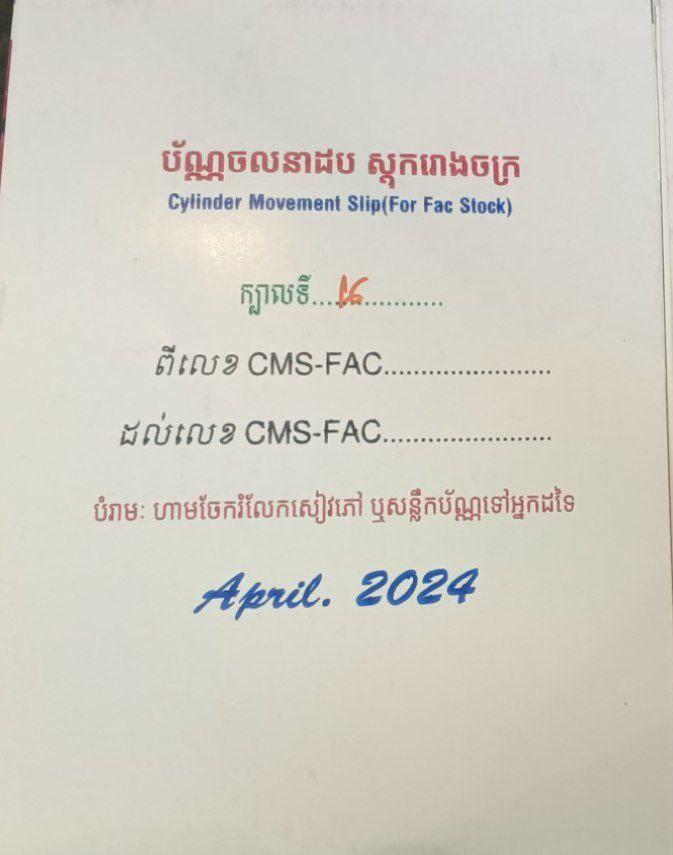 ប័ណ្ណចលនាដប ស្តុករោងចក្រ
Cylinder Movement Slip(For Fac Stock)
ក្បាលទី....................
ពីលេខ CMS-FAC.......................
ដល់លេខ CMS-FAC.......................
បំរាម: ហាមចែករំលែកសៀវភៅ ឬសន្លឹកប័ណ្ណទៅអ្នកដទៃ
April. 2024